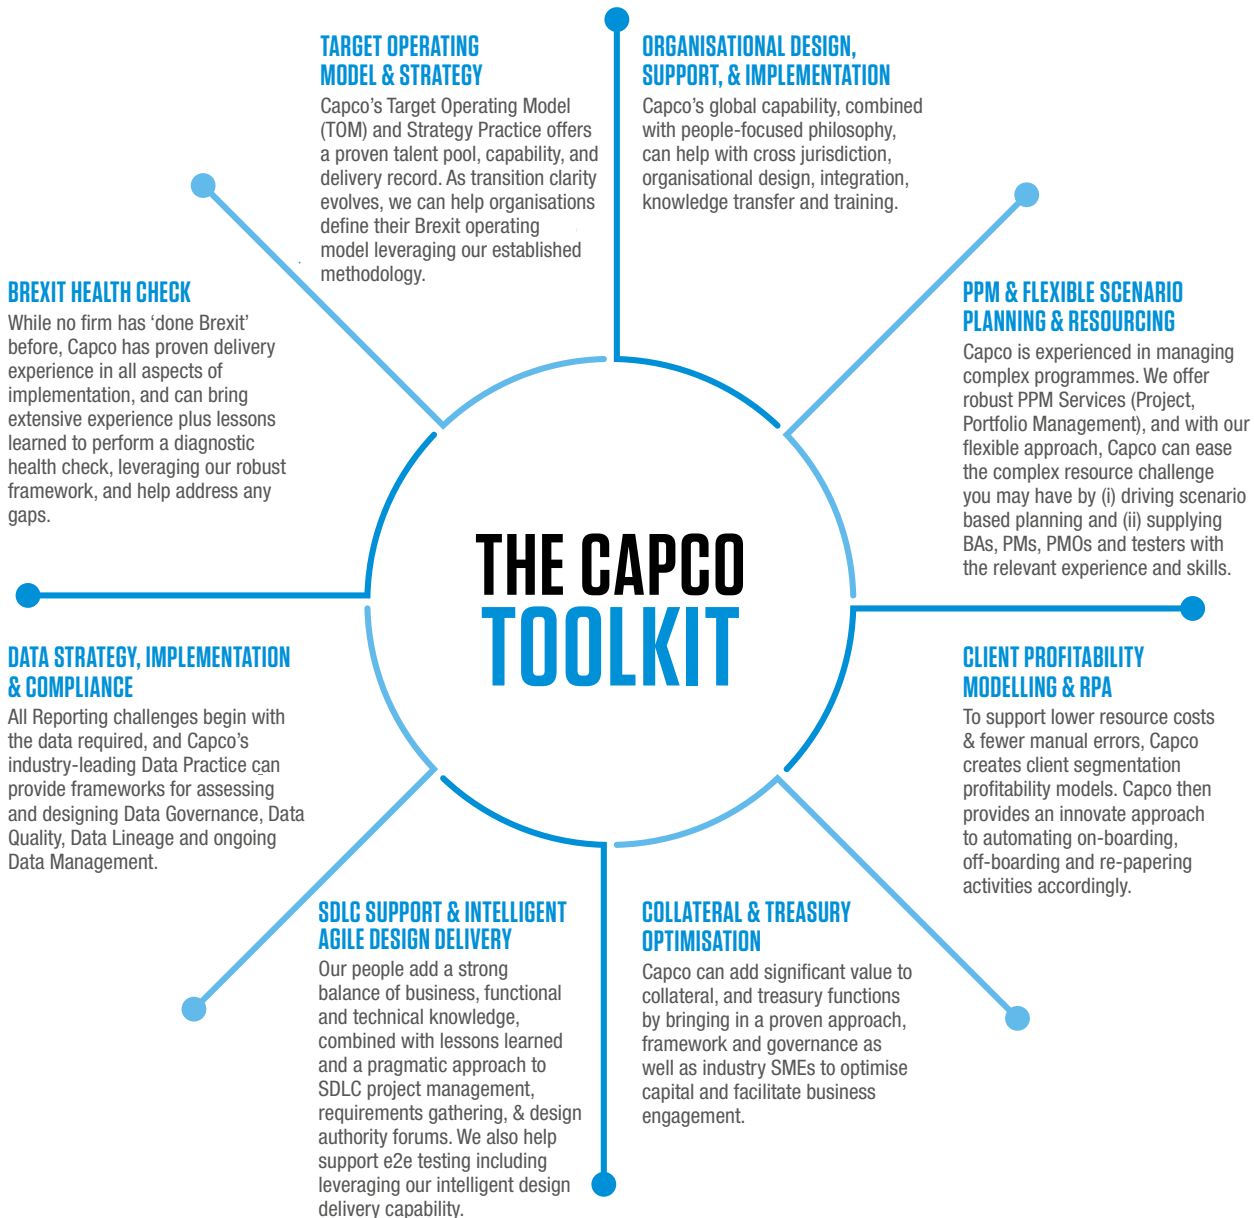 TARGET OPERATING
MODEL & STRATEGY
Capco's Target Operating Model
(TOM) and Strategy Practice offers
a proven talent pool, capability, and
delivery record. As transition clarity
evolves, we can help organisations
define their Brexit operating
model leveraging our established
methodology.
ORGANISATIONAL DESIGN,
SUPPORT, & IMPLEMENTATION
Capco's global capability, combined
with people-focused philosophy,
can help with cross jurisdiction,
organisational design, integration,
knowledge transfer and training.
BREXIT HEALTH CHECK
While no firm has ‘done Brexit’
before, Capco has proven delivery
experience in all aspects of
implementation, and can bring
extensive experience plus lessons
learned to perform a diagnostic
health check, leveraging our robust
framework, and help address any
gaps.
PPM & FLEXIBLE SCENARIO
PLANNING & RESOURCING
Capco is experienced in managing
complex programmes. We offer
robust PPM Services (Project,
Portfolio Management), and with our
flexible approach, Capco can ease
the complex resource challenge
you may have by (i) driving scenario
based planning and (ii) supplying
BAs, PMs, PMOs and testers with
the relevant experience and skills.
THE CAPCO
TOOLKIT
DATA STRATEGY, IMPLEMENTATION
& COMPLIANCE
All Reporting challenges begin with
the data required, and Capco's
industry-leading Data Practice can
provide frameworks for assessing
and designing Data Governance, Data
Quality, Data Lineage and ongoing
Data Management.
CLIENT PROFITABILITY
MODELLING & RPA
To support lower resource costs
& fewer manual errors, Capco
creates client segmentation
profitability models. Capco then
provides an innovate approach
to automating on-boarding,
off-boarding and re-papering
activities accordingly.
SDLC SUPPORT & INTELLIGENT
AGILE DESIGN DELIVERY
Our people add a strong
balance of business, functional
and technical knowledge,
combined with lessons learned
and a pragmatic approach to
SDLC project management,
requirements gathering, & design
authority forums. We also help
support e2e testing including
leveraging our intelligent design
delivery capability.
COLLATERAL & TREASURY
OPTIMISATION
Capco can add significant value to
collateral, and treasury functions
by bringing in a proven approach,
framework and governance as
well as industry SMEs to optimise
capital and facilitate business
engagement.